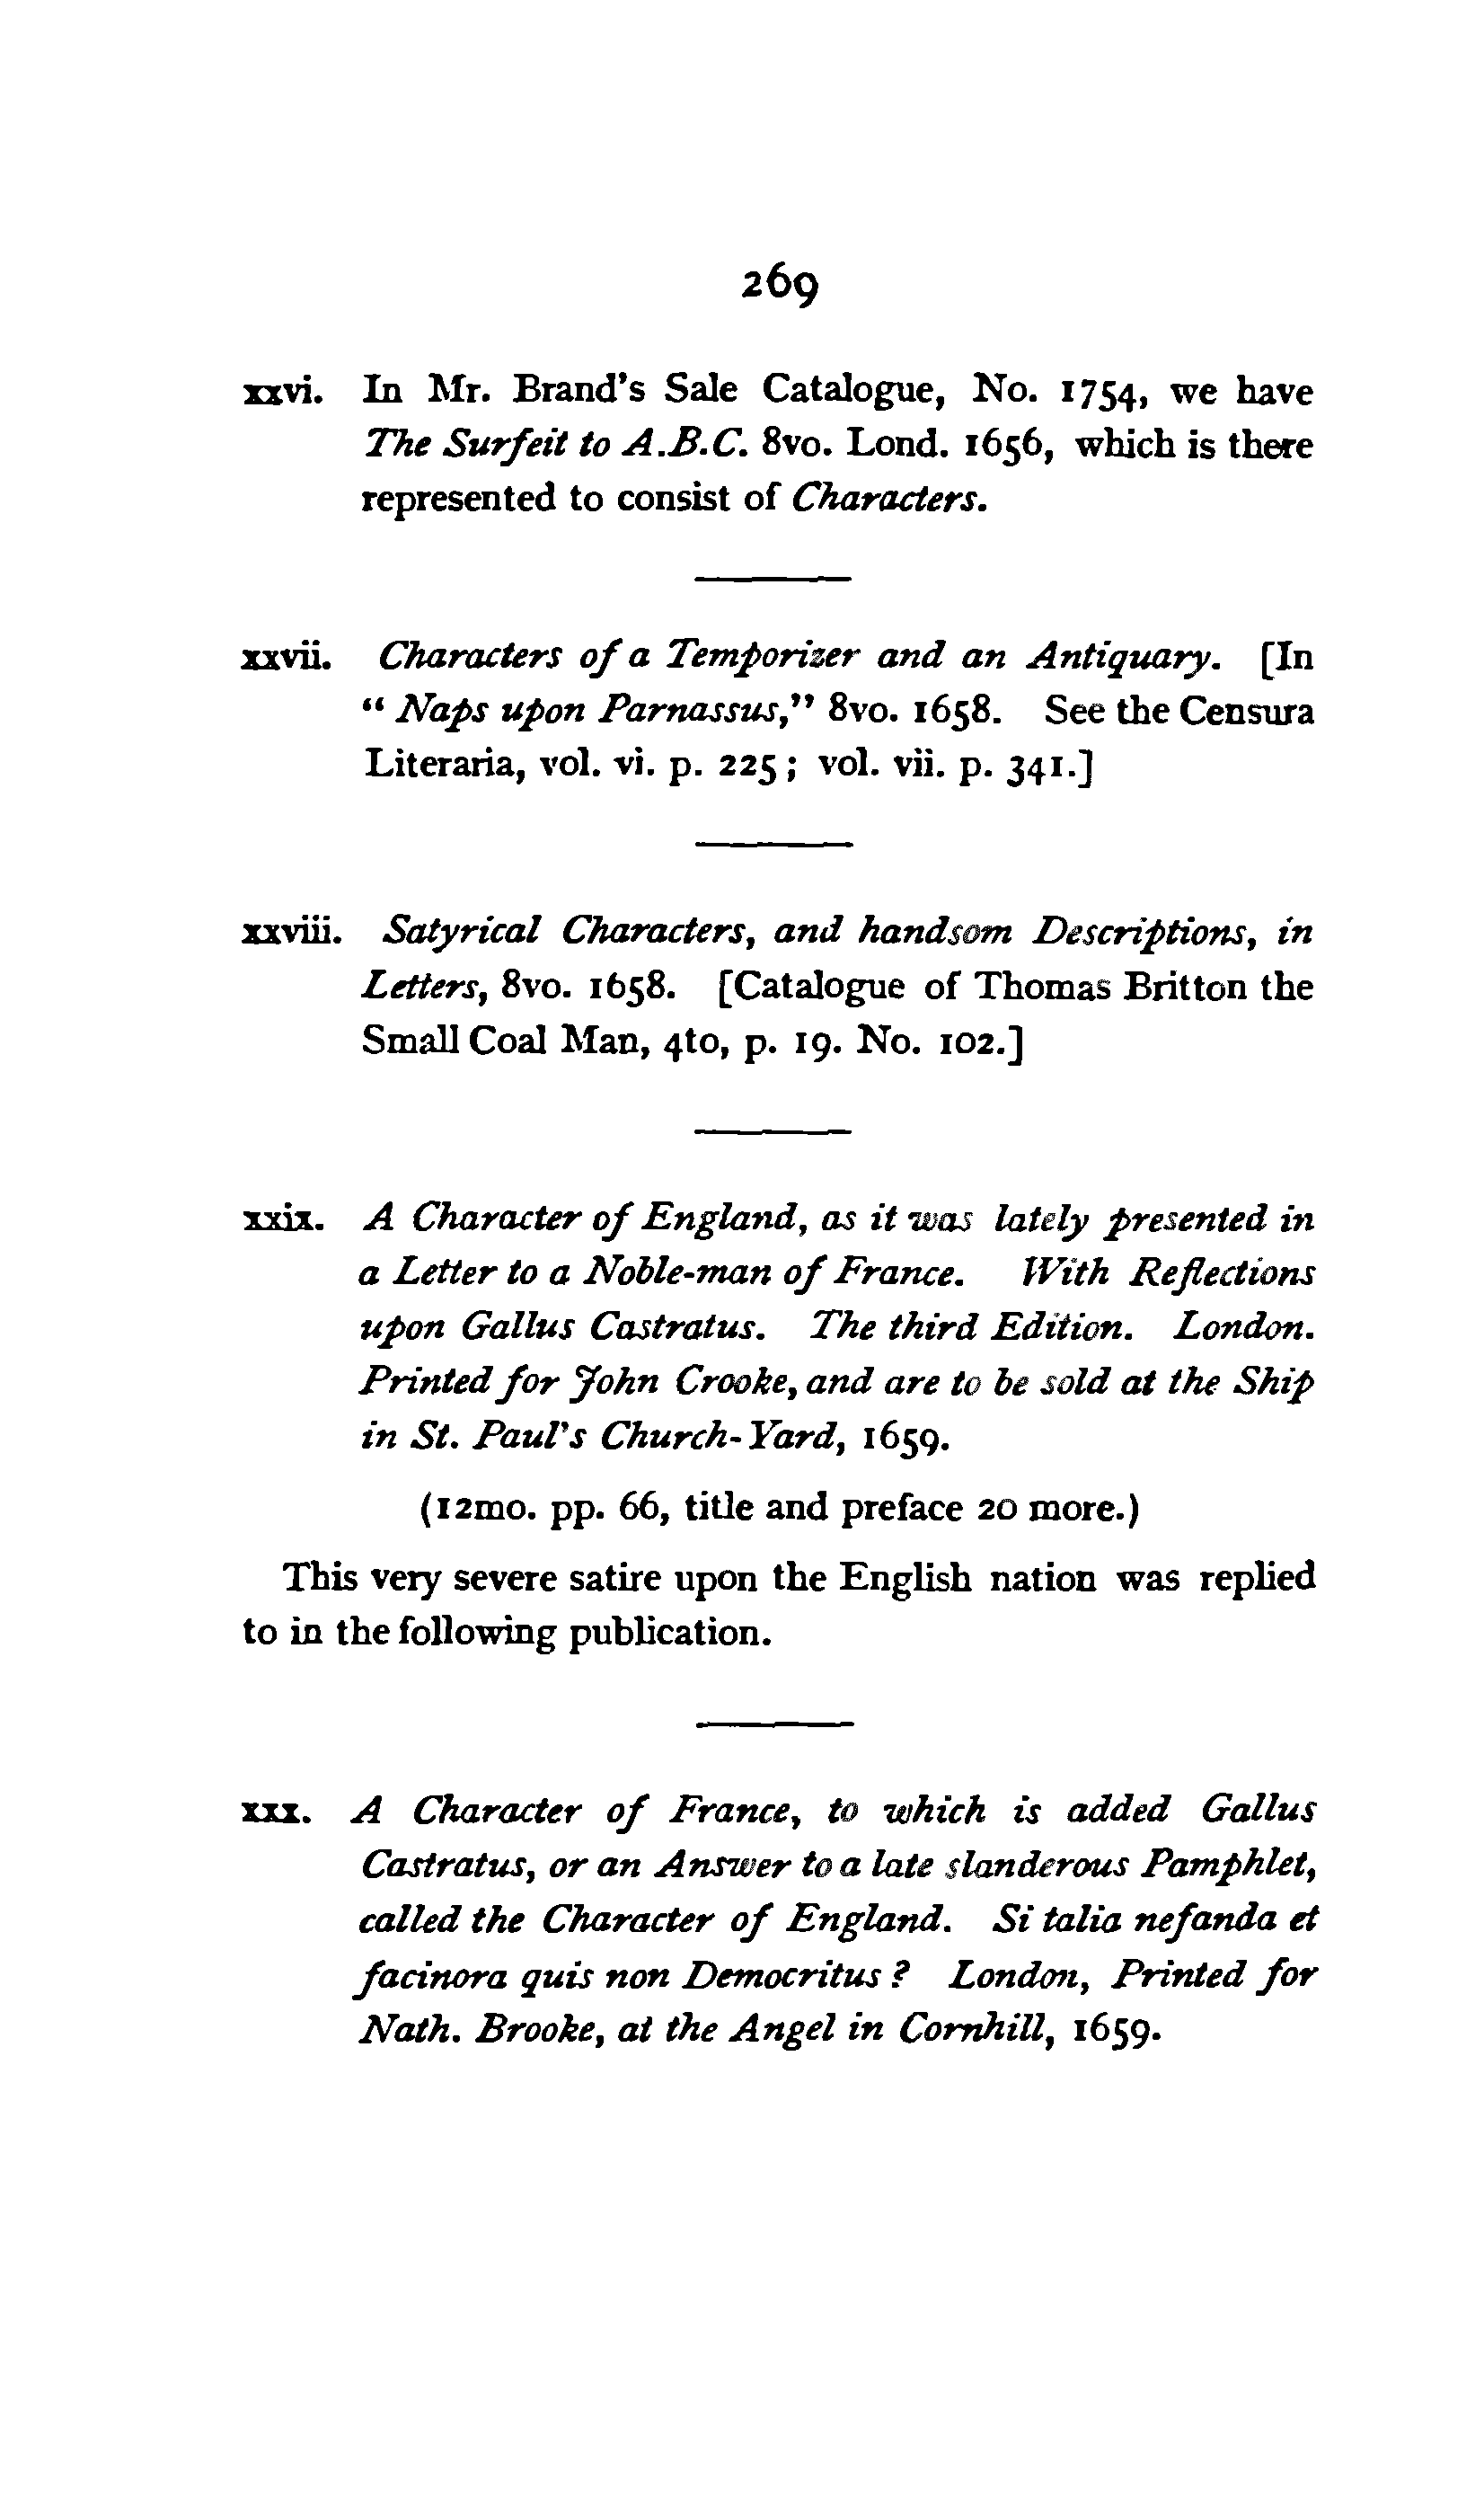 269
xxvi. In Mr. Brand's Sale Catalogue, No. 1754, we have
The Surfeit to A.B.C. 8vo. Lond. 1656, which is there
represented to consist of Characters.
xxvii. Characters of a Temporizer and an Antiquary. [In
“ Naps upon Parnassus,” 8vo. 1658. See the Censura
Literaria, vol. vi. p. 225 ; vol. vii. p. 341.]
xxviii. Satyrical Characters, and handsom Descriptions, in
Letters, 8vo. 1658. [Catalogue of Thomas Britton the
Small Coal Man, 4to, p. 19. No. 102.]
xxix. A Character of England, as it was lately presented in
a Letter to a Noble-man of France. With Reflections
upon Gallus Castratus. The third Edition. London.
Printed for John Crooke, and are to be sold at the Ship
in St. Paul's Church-Yard, 1659.
(12mo. pp. 66, title and preface 20 more.)
This very severe satire upon the English nation was replied
to in the following publication.
xxx. A Character of France, to which is added Gallus
Castratus, or an Answer to a late slanderous Pamphlet,
called the Character of England. Si talia nefanda et
facinora quis non Democritus ? London, Printed for
Nath. Brooke, at the Angel in Cornhill, 1659.